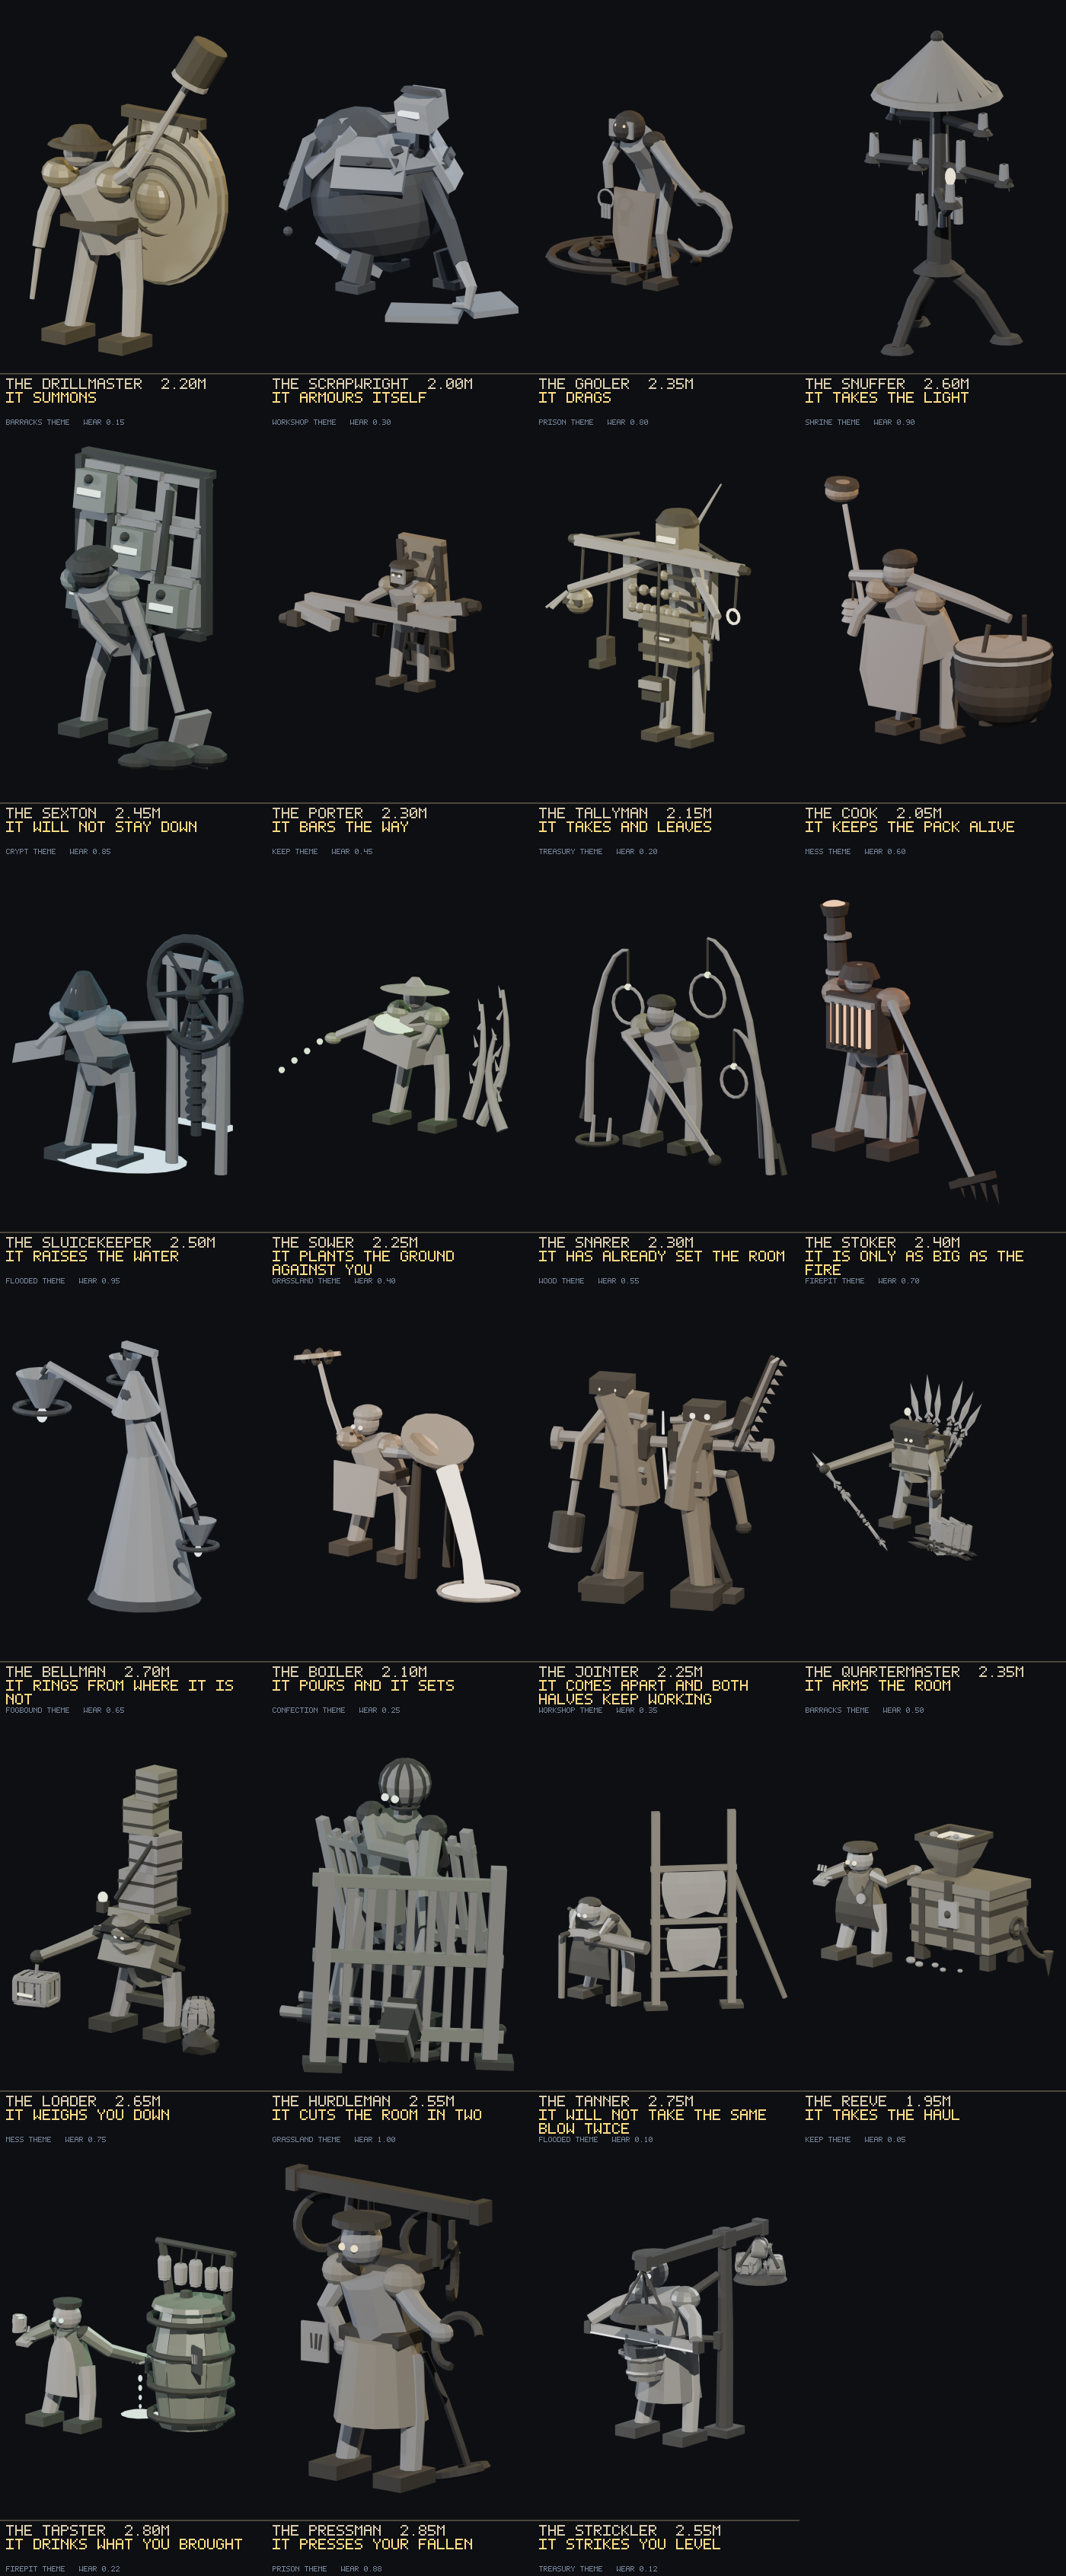 THE DRILLMASTER 2.20M
IT SUMMONS
BARRACKS THEME WEAR 0.15
THE SCRAPWRIGHT 2.00M
IT ARMOURS ITSELF
WORKSHOP THEME WEAR 0.30
THE GAOLER 2.35M
IT DRAGS
PRISON THEME WEAR 0.80
THE SNUFFER 2.60M
IT TAKES THE LIGHT
SHRINE THEME WEAR 0.90
THE SEXTON 2.45M
IT WILL NOT STAY DOWN
CRYPT THEME WEAR 0.85
THE PORTER 2.30M
IT BARS THE WAY
KEEP THEME WEAR 0.45
THE TALLYMAN 2.15M
IT TAKES AND LEAVES
TREASURY THEME WEAR 0.20
THE COOK 2.05M
IT KEEPS THE PACK ALIVE
MESS THEME WEAR 0.60
THE SLUICEKEEPER 2.50M
IT RAISES THE WATER
FLOODED THEME WEAR 0.95
THE SOWER 2.25M
IT PLANTS THE GROUND
AGAINST YOU
GRASSLAND THEME WEAR 0.40
THE SNARER 2.30M
IT HAS ALREADY SET THE ROOM
WOOD THEME WEAR 0.55
THE STOKER 2.40M
IT IS ONLY AS BIG AS THE
FIRE
FIREPIT THEME WEAR 0.70
THE BELLMAN 2.70M
IT RINGS FROM WHERE IT IS
NOT
FOGBOUND THEME WEAR 0.65
THE BOILER 2.10M
IT POURS AND IT SETS
CONFECTION THEME WEAR 0.25
THE JOINTER 2.25M
IT COMES APART AND BOTH
HALVES KEEP WORKING
WORKSHOP THEME WEAR 0.35
THE QUARTERMASTER 2.35M
IT ARMS THE ROOM
BARRACKS THEME WEAR 0.50
THE LOADER 2.65M
IT WEIGHS YOU DOWN
MESS THEME WEAR 0.75
THE HURDLEMAN 2.55M
IT CUTS THE ROOM IN TWO
GRASSLAND THEME WEAR 1.00
THE TANNER 2.75M
IT WILL NOT TAKE THE SAME
BLOW TWICE
FLOODED THEME WEAR 0.10
THE REEVE 1.95M
IT TAKES THE HAUL
KEEP THEME WEAR 0.05
THE TAPSTER 2.80M
IT DRINKS WHAT YOU BROUGHT
FIREPIT THEME WEAR 0.22
THE PRESSMAN 2.85M
IT PRESSES YOUR FALLEN
PRISON THEME WEAR 0.88
THE STRICKLER 2.55M
IT STRIKES YOU LEVEL
TREASURY THEME WEAR 0.12